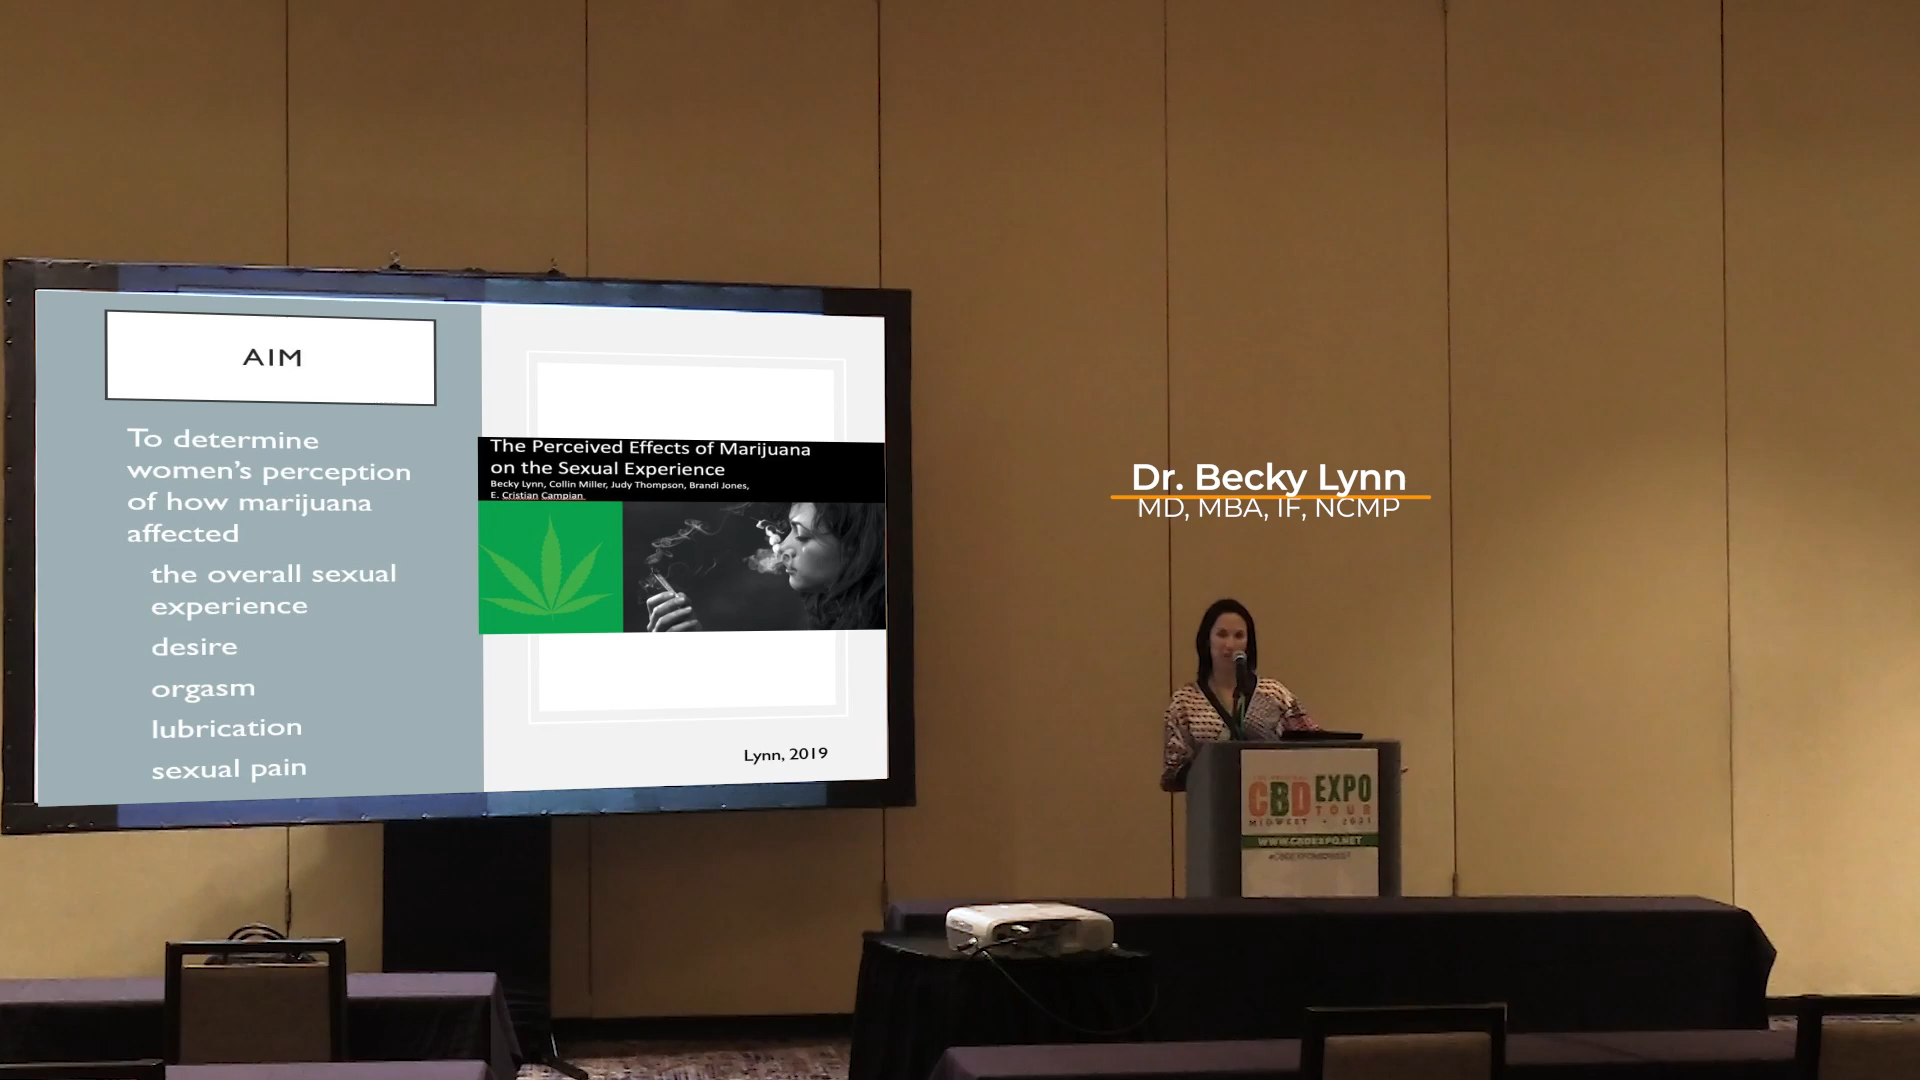 AIM
To determine
women's perception
of how marijuana
affected
the overall sexual
experience
desire
orgasm
lubrication
sexual pain
The Perceived Effects of Marijuana
on the Sexual Experience
Becky Lynn, Collin Miller, Judy Thompson, Brandi Jones,
E. Cristian Campian
Lynn, 2019
Dr. Becky Lynn
MD, MBA, IF, NCMP
CBD EXPO
TOUR
MIDWEST • 2021
WWW.CBDEXPO.NET